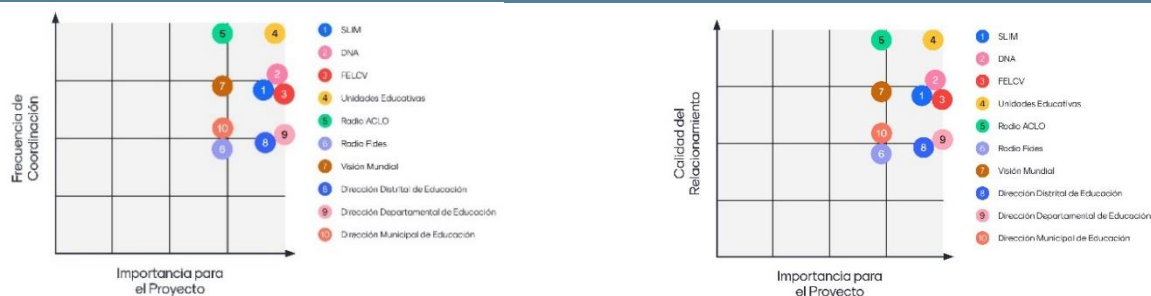 Frecuencia de
Coordinación
5
4
2
7
1
3
10
9
8
6
Importancia para
el Proyecto
1 SLIM
2 DNA
3 FELCV
4 Unidades Educativas
5 Radio ACLO
6 Radio Fides
7 Visión Mundial
8 Dirección Distrital de Educación
9 Dirección Departamental de Educación
10 Dirección Municipal de Educación
Calidad del
Relacionamiento
5
4
2
7
1
3
10
9
8
6
Importancia para
el Proyecto
1 SLIM
2 DNA
3 FELCV
4 Unidades Educativas
5 Radio ACLO
6 Radio Fides
7 Visión Mundial
8 Dirección Distrital de Educación
9 Dirección Departamental de Educación
10 Dirección Municipal de Educación